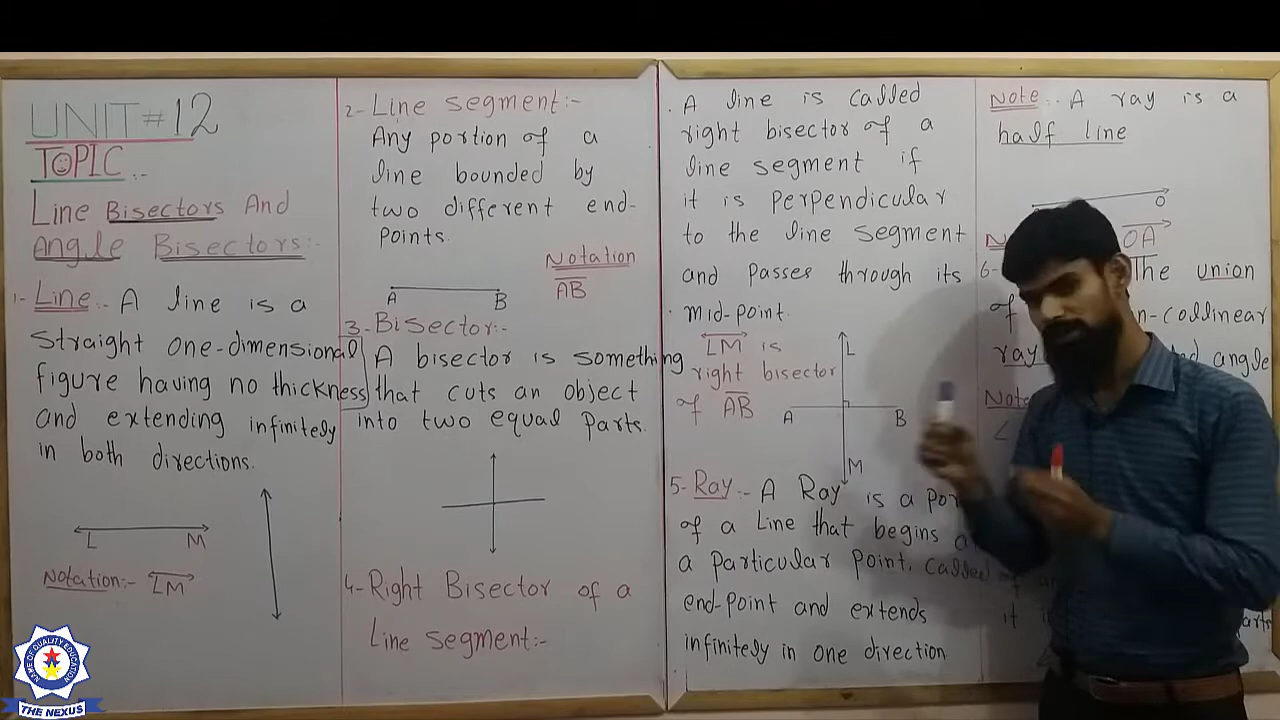 UNIT #12
TOPIC :-
Line Bisectors And
Angle Bisectors:-
1- Line:- A line is a
straight one-dimensional
figure having no thickness
and extending infinitely
in both directions.
L M
Notation:- LM
2- Line segment:-
Any portion of a
line bounded by
two different end-
points.
Notation
AB
A B
3- Bisector:-
A bisector is something
that cuts an object
into two equal parts.
4- Right Bisector of a
Line segment:-
A line is called
right bisector of a
line segment if
it is perpendicular
to the line segment
and passes through its
mid-point.
LM is
right bisector
of AB
L
A B
M
5- Ray:- A Ray is a
of a Line that begins
a particular point, called
end-point and extends
infinitely in one direction
Note:- A ray is a
half line
O
OA
6- The union
of
angle
Note
∠
it
NAME OF QUALITY EDUCATION
THE NEXUS